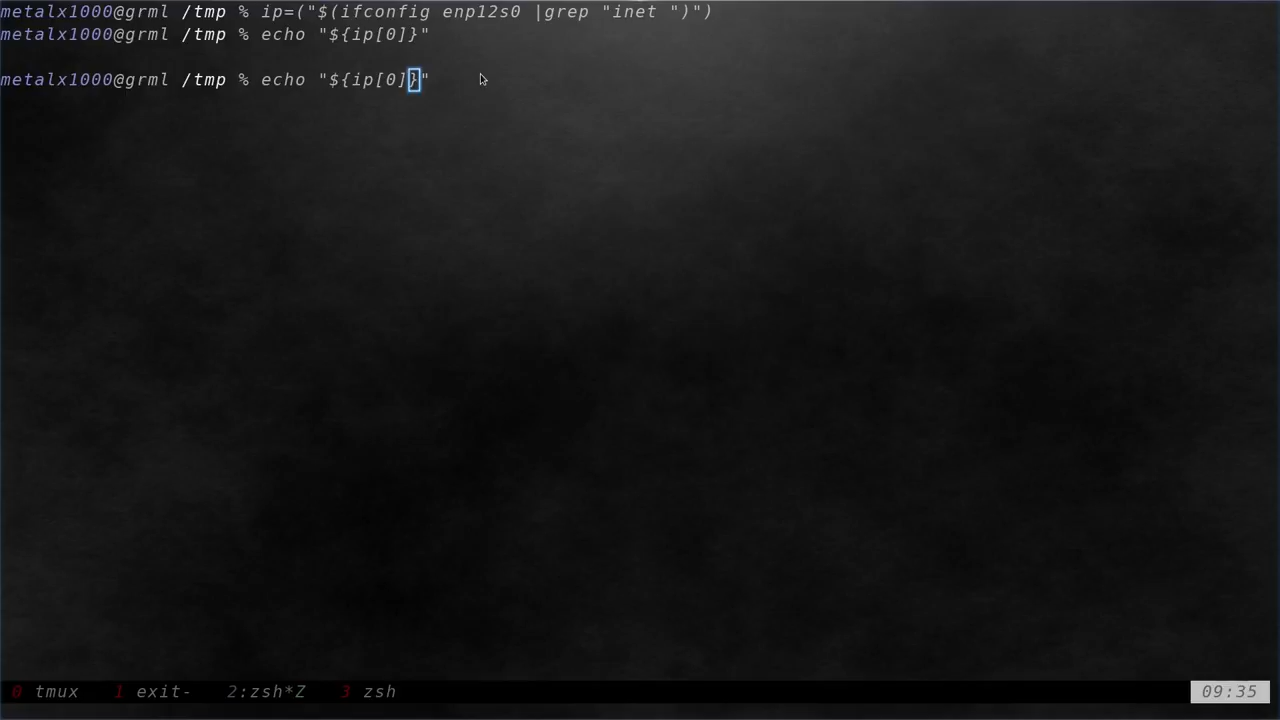 metalx1000@grml /tmp % ip=("$(ifconfig enp12s0 |grep "inet ")")
metalx1000@grml /tmp % echo "${ip[0]}"
metalx1000@grml /tmp % echo "${ip[0]}"
0 tmux 1 exit- 2:zsh*Z 3 zsh 09:35